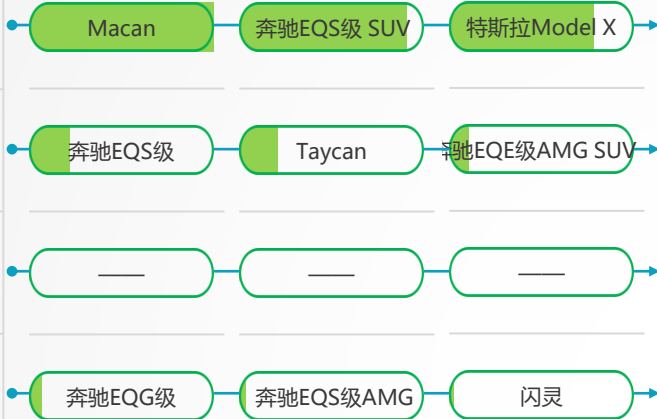 Macan
奔驰EQS级 SUV
特斯拉Model X
奔驰EQS级
Taycan
奔驰EQE级AMG SUV
——
——
——
奔驰EQG级
奔驰EQS级AMG
闪灵